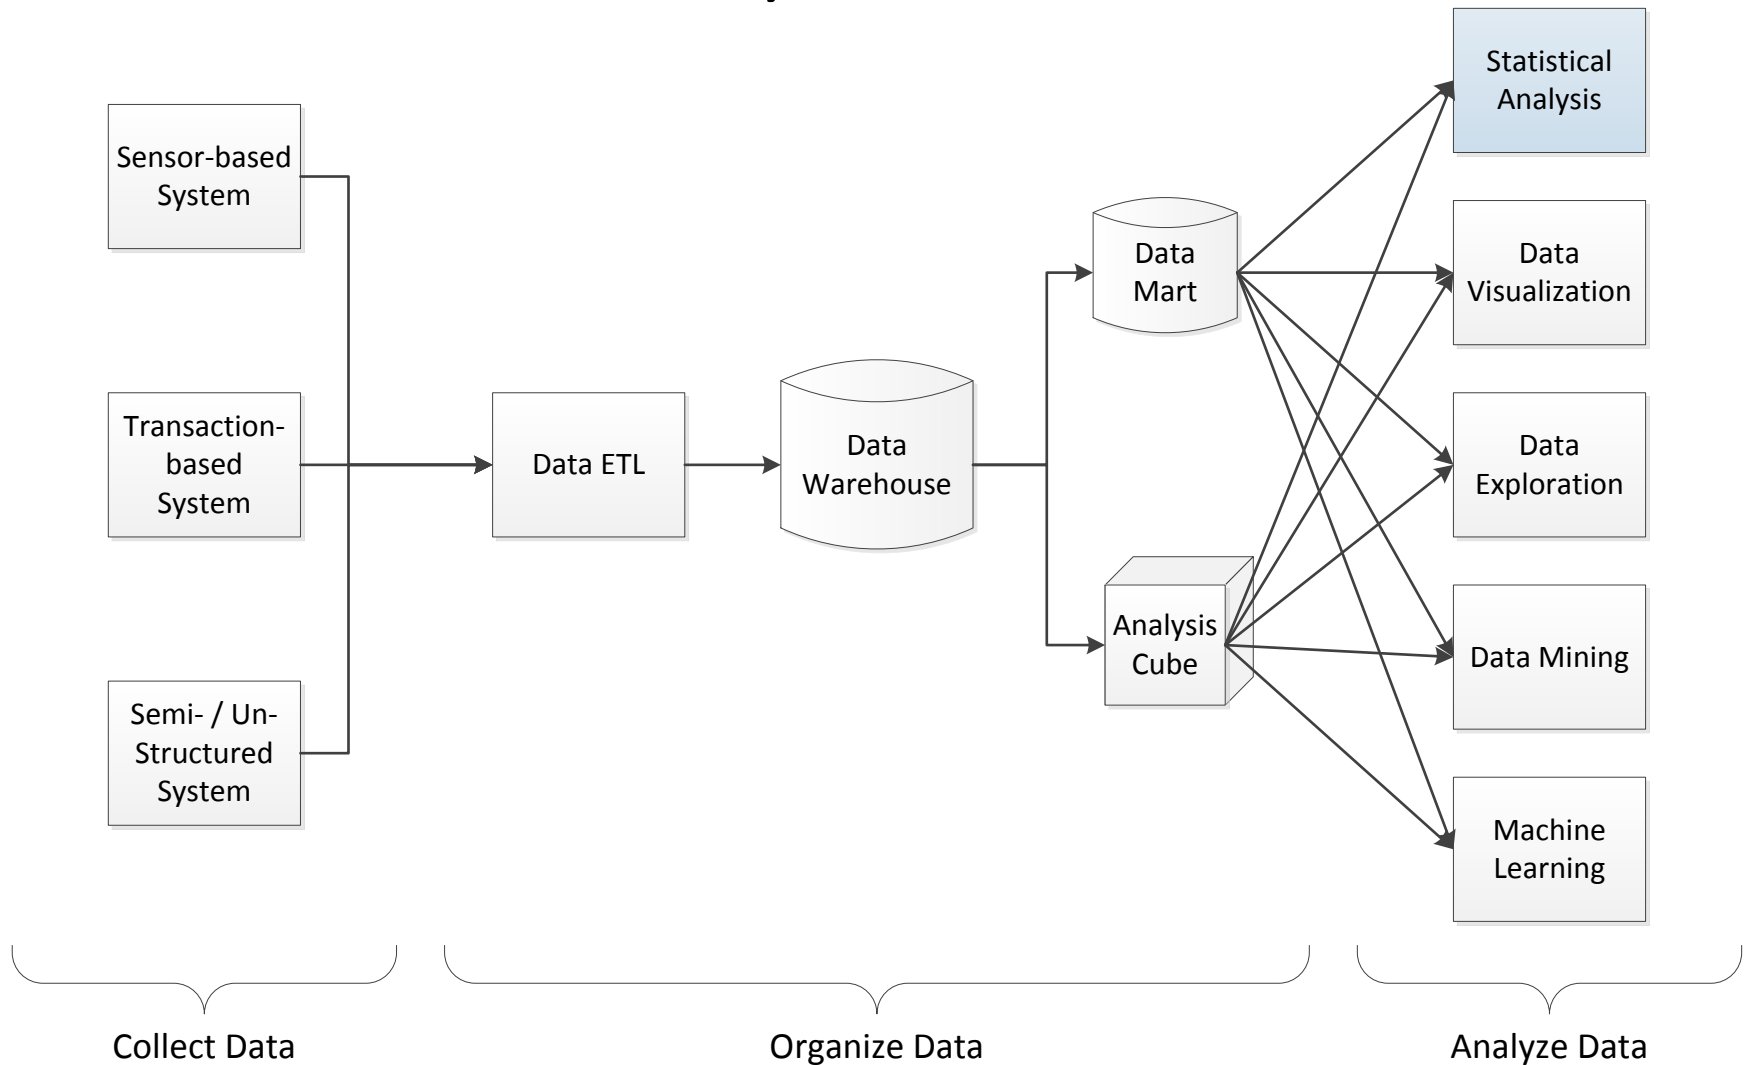 Statistical
Analysis
Sensor-based
System
Data
Mart
Data
Visualization
Transaction-
based
System
Data ETL
Data
Warehouse
Data
Exploration
Analysis
Cube
Data Mining
Semi- / Un-
Structured
System
Machine
Learning
Collect Data
Organize Data
Analyze Data